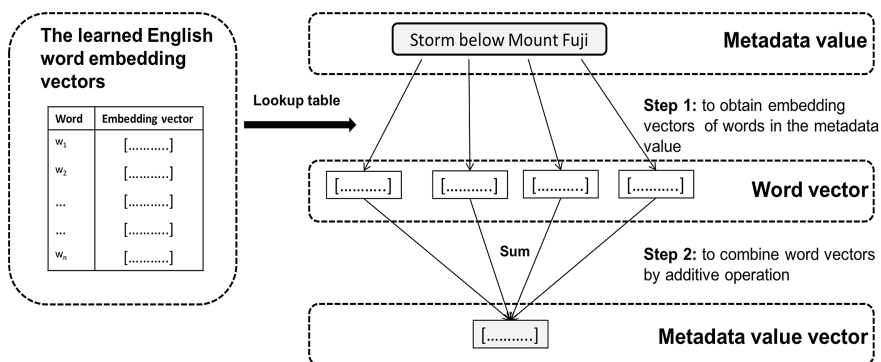 The learned English
word embedding
vectors
Word Embedding vector
w1 [...........]
w2 [...........]
... [...........]
... [...........]
wn [...........]
Lookup table
Storm below Mount Fuji
Metadata value
Step 1: to obtain embedding
vectors of words in the metadata
value
[...........] [...........] [...........] [...........]
Word vector
Sum
Step 2: to combine word vectors
by additive operation
[...........]
Metadata value vector